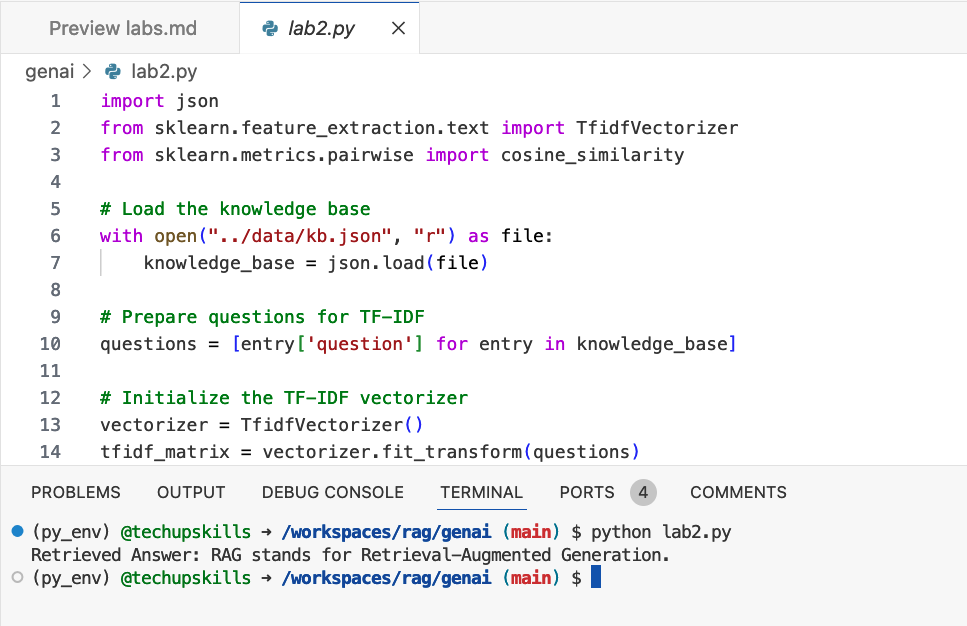 Preview labs.md lab2.py
genai > lab2.py
1 import json
2 from sklearn.feature_extraction.text import TfidfVectorizer
3 from sklearn.metrics.pairwise import cosine_similarity
4
5 # Load the knowledge base
6 with open("../data/kb.json", "r") as file:
7     knowledge_base = json.load(file)
8
9 # Prepare questions for TF-IDF
10 questions = [entry['question'] for entry in knowledge_base]
11
12 # Initialize the TF-IDF vectorizer
13 vectorizer = TfidfVectorizer()
14 tfidf_matrix = vectorizer.fit_transform(questions)
PROBLEMS OUTPUT DEBUG CONSOLE TERMINAL PORTS 4 COMMENTS
(py_env) @techupskills → /workspaces/rag/genai (main) $ python lab2.py
Retrieved Answer: RAG stands for Retrieval-Augmented Generation.
(py_env) @techupskills → /workspaces/rag/genai (main) $